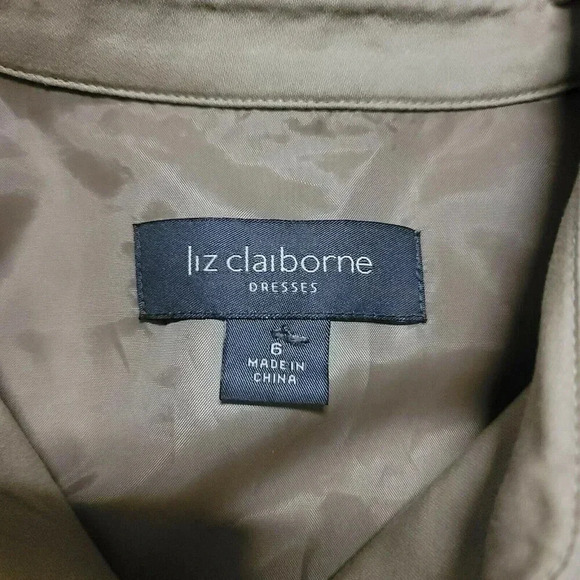 liz claiborne
DRESSES
6
MADE IN
CHINA